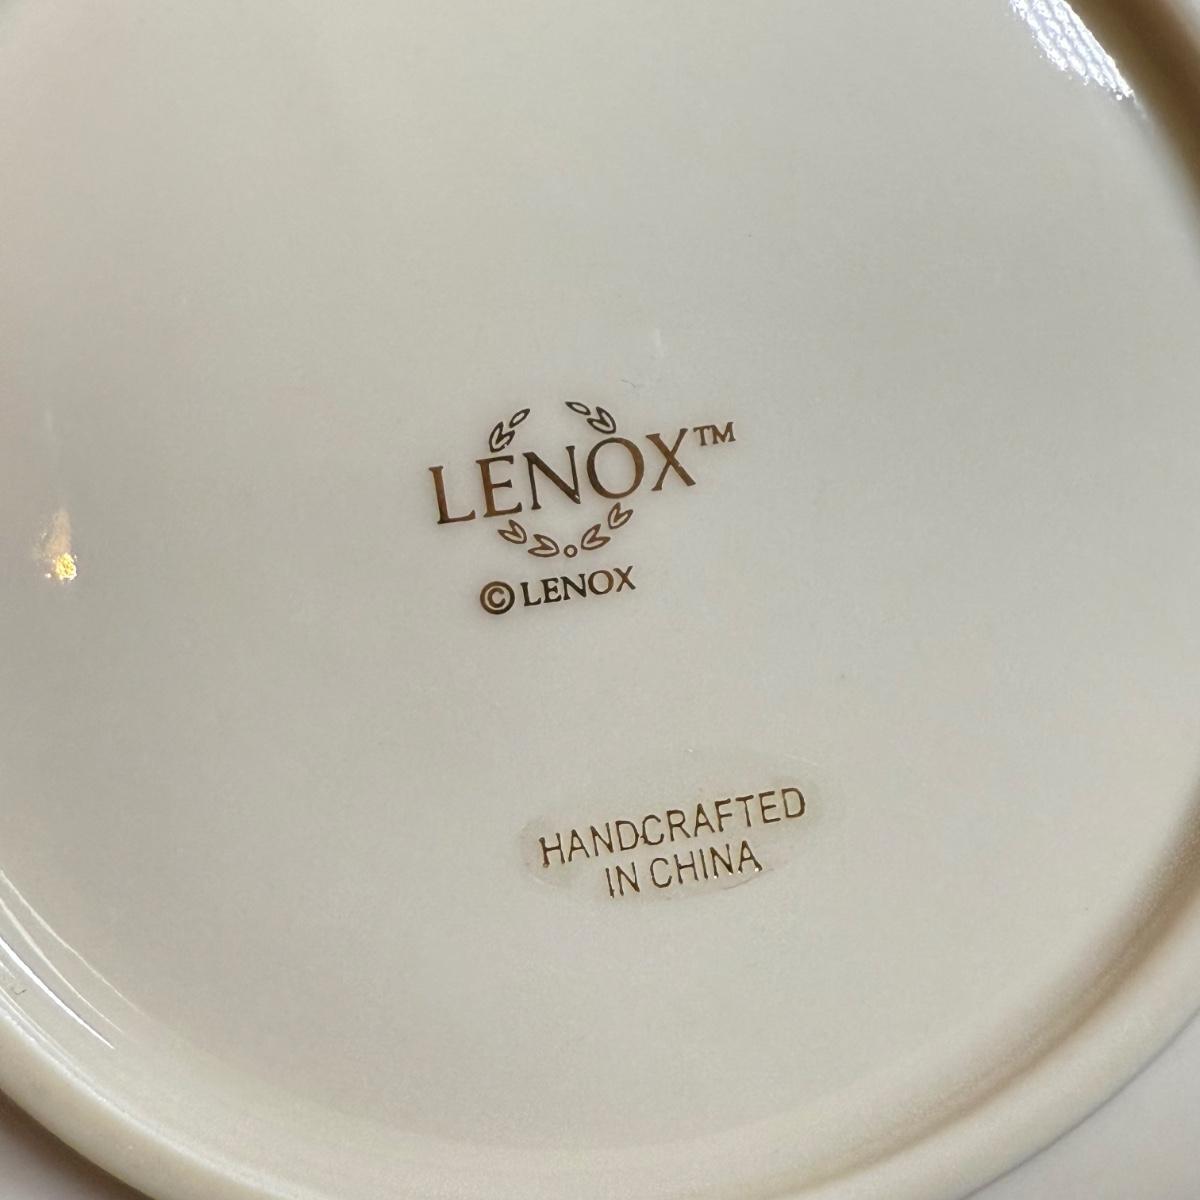 LENOX™
©LENOX
HANDCRAFTED
IN CHINA